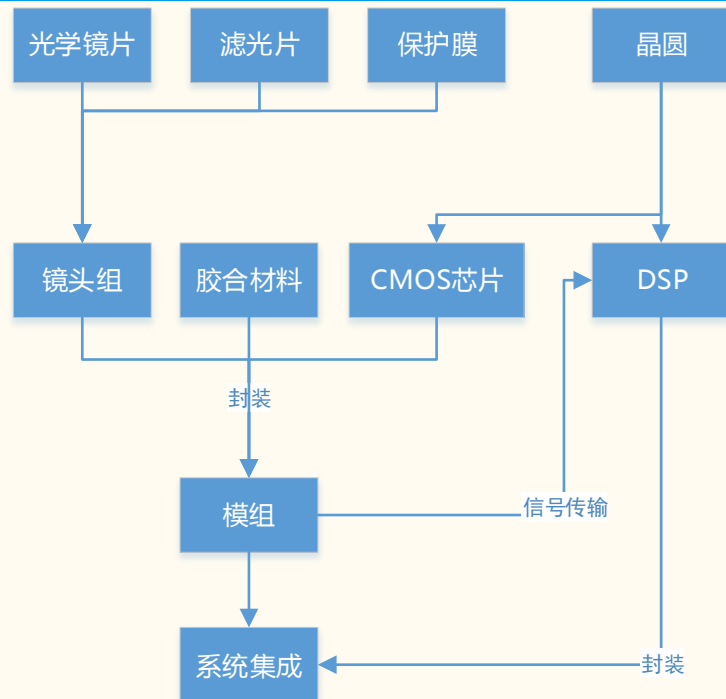 光学镜片
滤光片
保护膜
晶圆
镜头组
胶合材料
CMOS芯片
DSP
封装
模组
信号传输
系统集成
封装